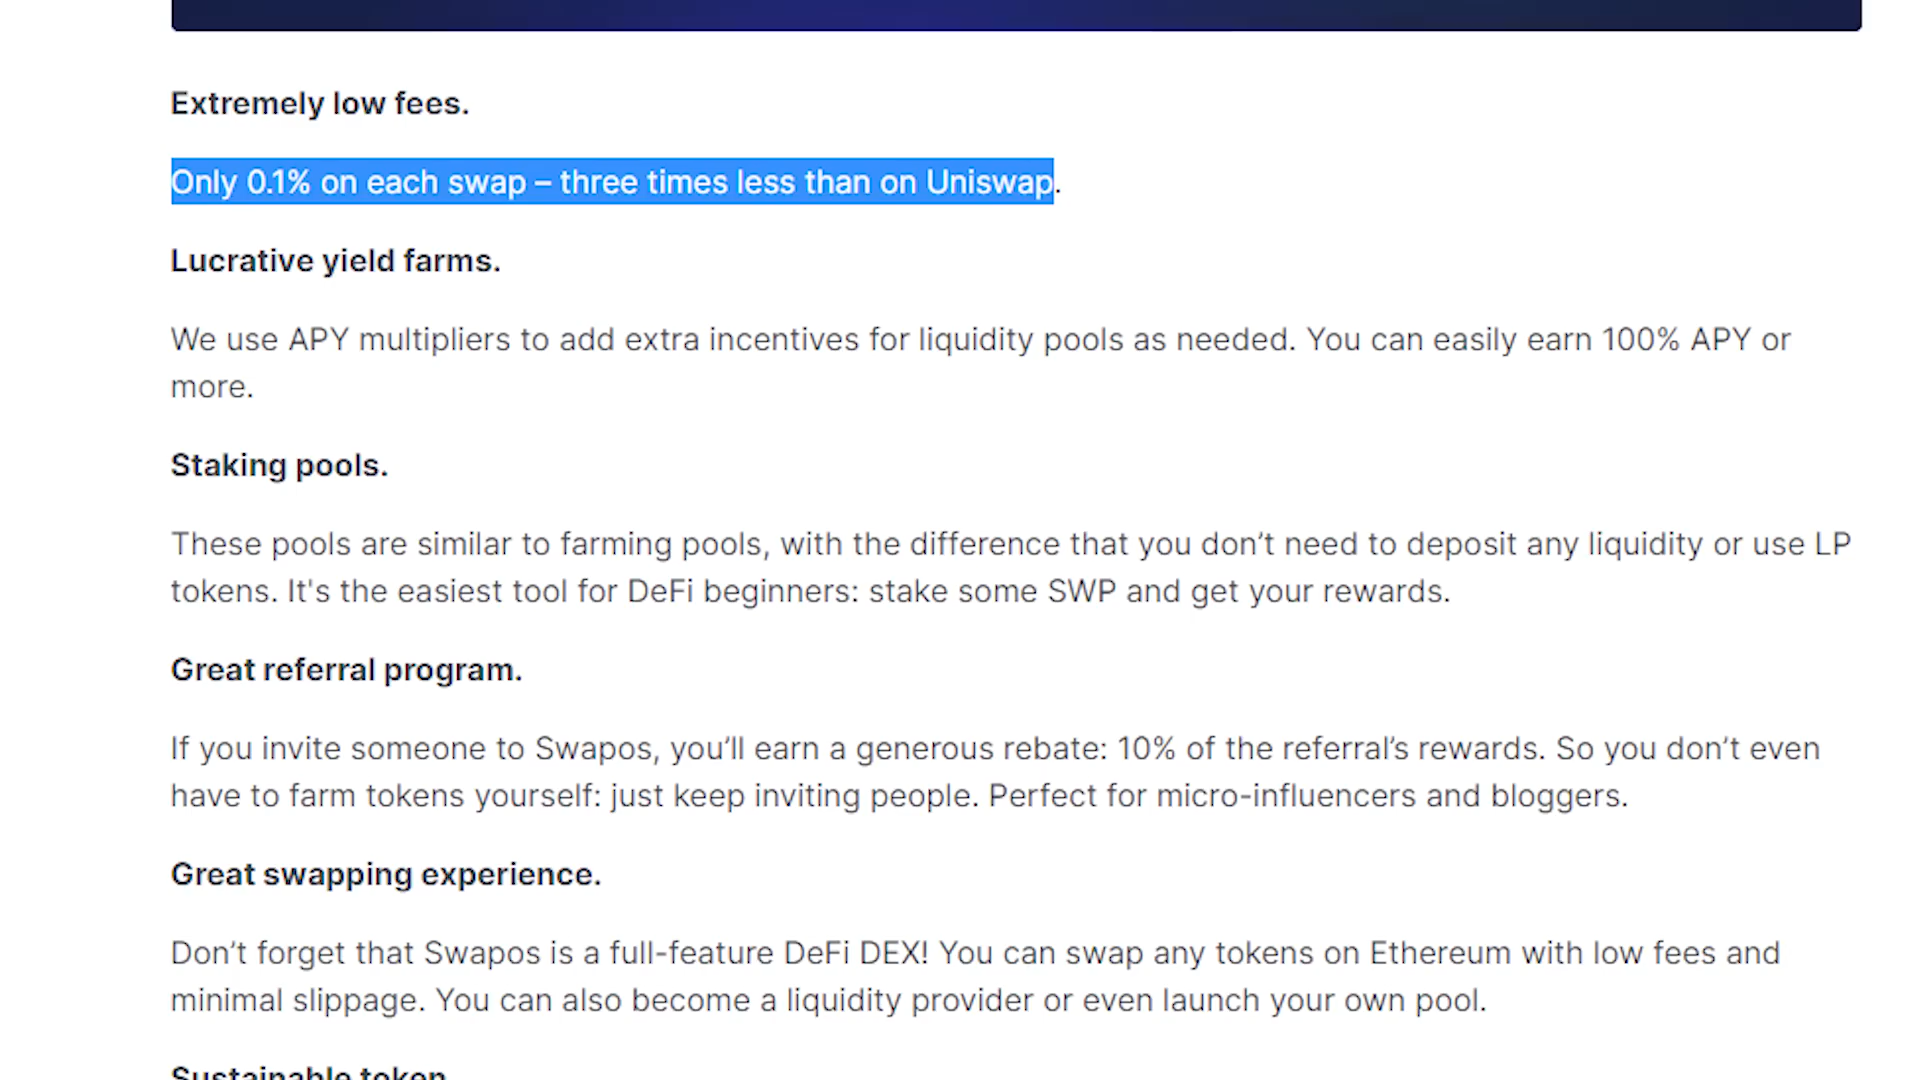 Extremely low fees.
Only 0.1% on each swap – three times less than on Uniswap.
Lucrative yield farms.
We use APY multipliers to add extra incentives for liquidity pools as needed. You can easily earn 100% APY or
more.
Staking pools.
These pools are similar to farming pools, with the difference that you don’t need to deposit any liquidity or use LP
tokens. It's the easiest tool for DeFi beginners: stake some SWP and get your rewards.
Great referral program.
If you invite someone to Swapos, you’ll earn a generous rebate: 10% of the referral’s rewards. So you don’t even
have to farm tokens yourself: just keep inviting people. Perfect for micro-influencers and bloggers.
Great swapping experience.
Don’t forget that Swapos is a full-feature DeFi DEX! You can swap any tokens on Ethereum with low fees and
minimal slippage. You can also become a liquidity provider or even launch your own pool.
Sustainable token